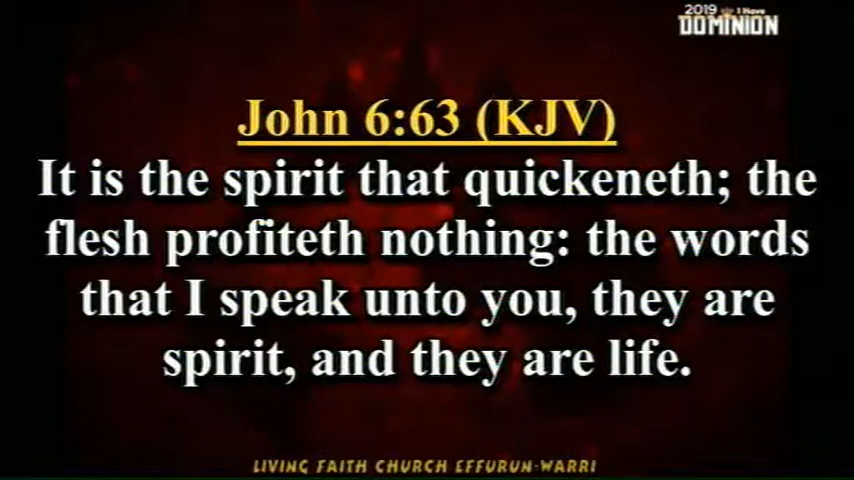 2019 I Have
DOMINION
John 6:63 (KJV)
It is the spirit that quickeneth; the
flesh profiteth nothing: the words
that I speak unto you, they are
spirit, and they are life.
LIVING FAITH CHURCH EFFURUN-WARRI